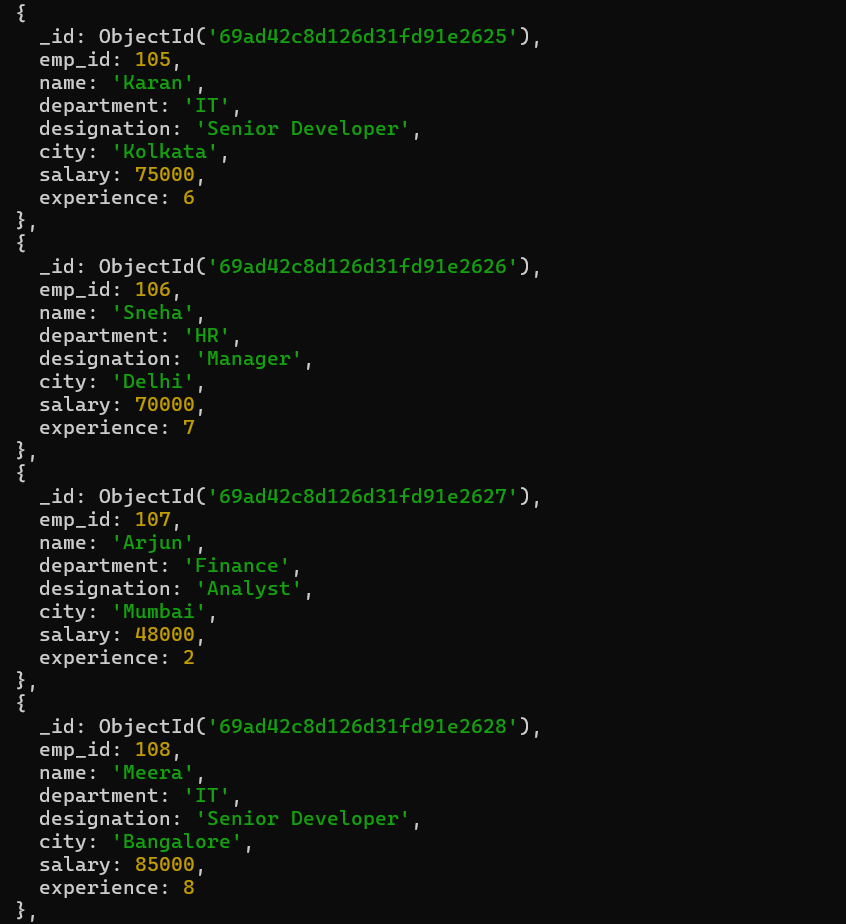 {
  _id: ObjectId('69ad42c8d126d31fd91e2625'),
  emp_id: 105,
  name: 'Karan',
  department: 'IT',
  designation: 'Senior Developer',
  city: 'Kolkata',
  salary: 75000,
  experience: 6
},
{
  _id: ObjectId('69ad42c8d126d31fd91e2626'),
  emp_id: 106,
  name: 'Sneha',
  department: 'HR',
  designation: 'Manager',
  city: 'Delhi',
  salary: 70000,
  experience: 7
},
{
  _id: ObjectId('69ad42c8d126d31fd91e2627'),
  emp_id: 107,
  name: 'Arjun',
  department: 'Finance',
  designation: 'Analyst',
  city: 'Mumbai',
  salary: 48000,
  experience: 2
},
{
  _id: ObjectId('69ad42c8d126d31fd91e2628'),
  emp_id: 108,
  name: 'Meera',
  department: 'IT',
  designation: 'Senior Developer',
  city: 'Bangalore',
  salary: 85000,
  experience: 8
},